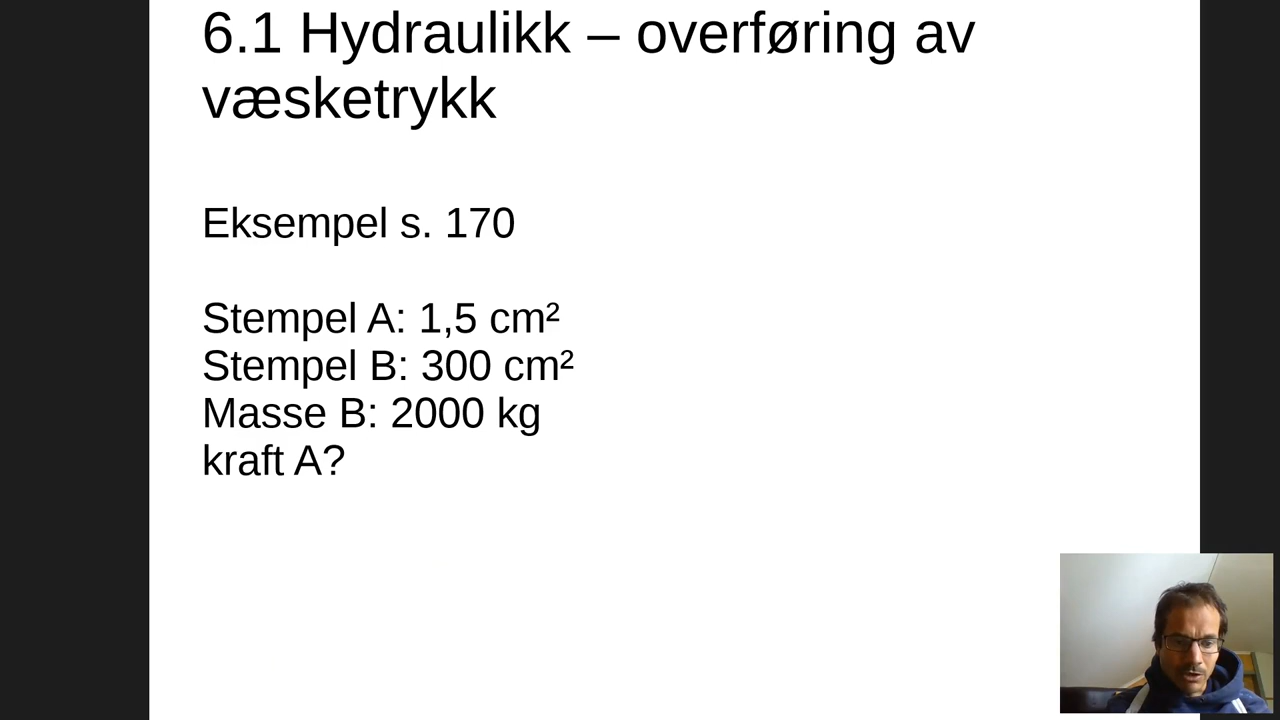 6.1 Hydraulikk – overføring av
væsketrykk
Eksempel s. 170
Stempel A: 1,5 cm²
Stempel B: 300 cm²
Masse B: 2000 kg
kraft A?